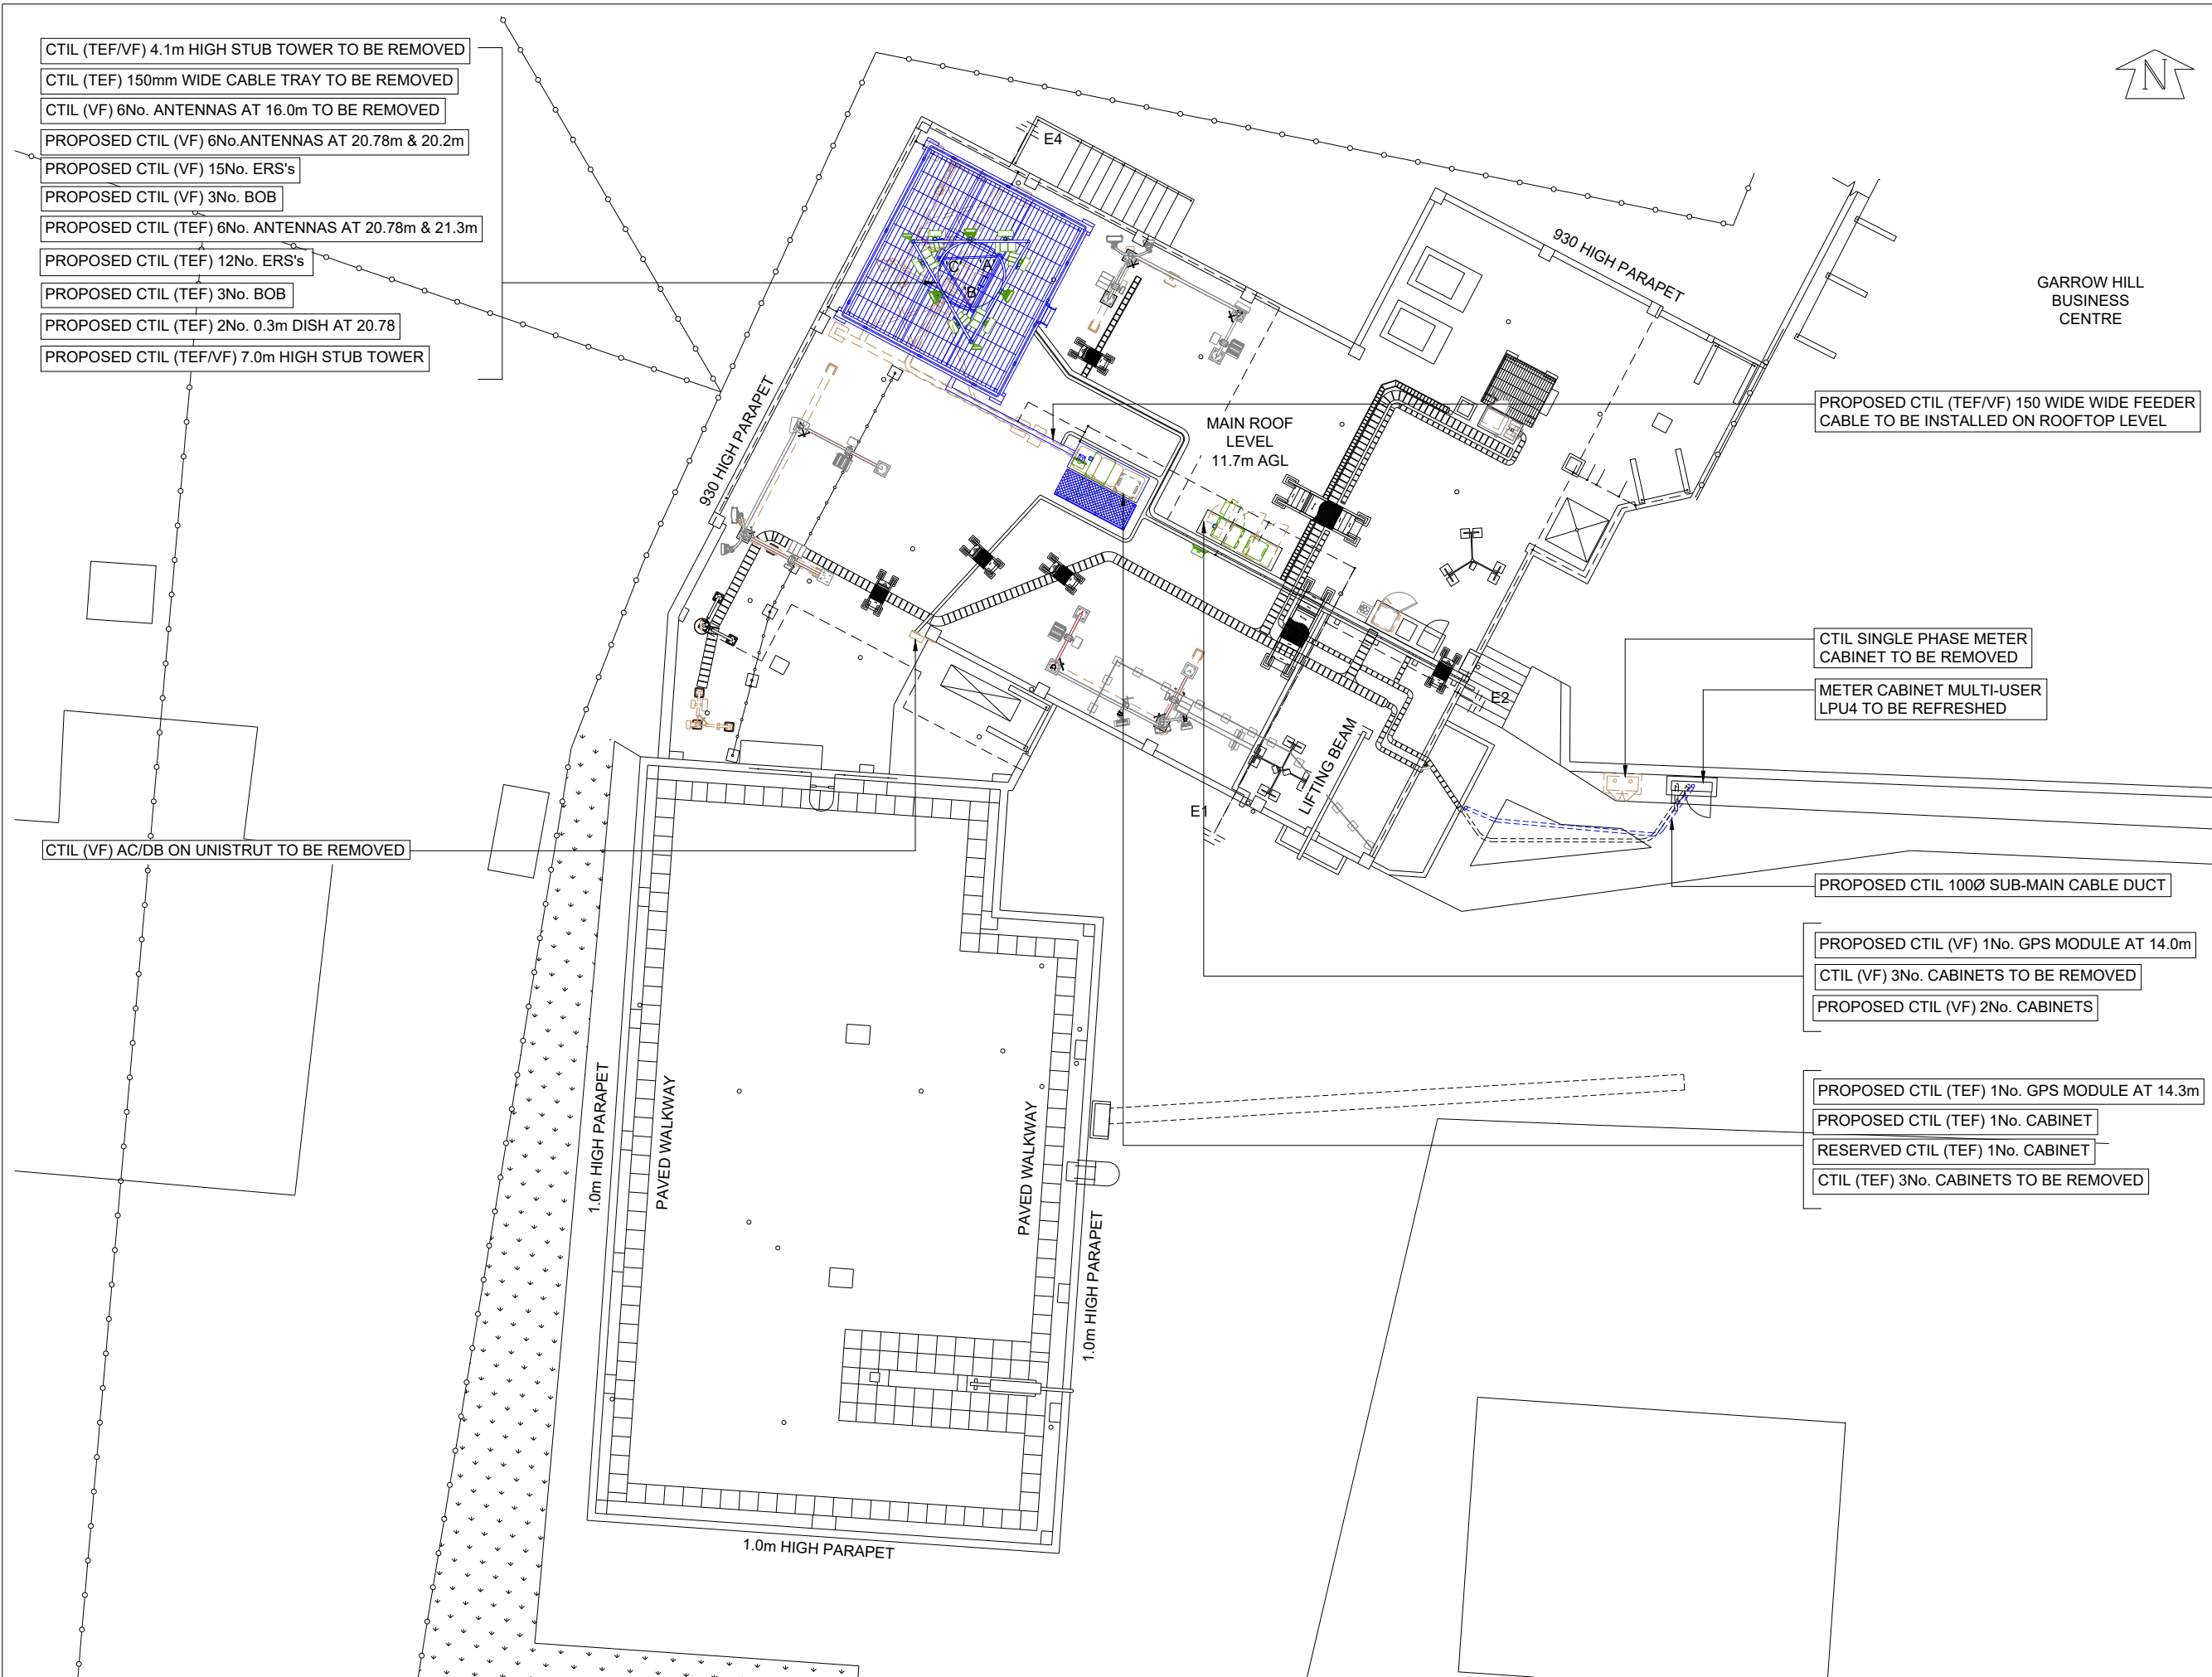 CTIL (TEF/VF) 4.1m HIGH STUB TOWER TO BE REMOVED
CTIL (TEF) 150mm WIDE CABLE TRAY TO BE REMOVED
CTIL (VF) 6No. ANTENNAS AT 16.0m TO BE REMOVED
PROPOSED CTIL (VF) 6No.ANTENNAS AT 20.78m & 20.2m
PROPOSED CTIL (VF) 15No. ERS's
PROPOSED CTIL (VF) 3No. BOB
PROPOSED CTIL (TEF) 6No. ANTENNAS AT 20.78m & 21.3m
PROPOSED CTIL (TEF) 12No. ERS's
PROPOSED CTIL (TEF) 3No. BOB
PROPOSED CTIL (TEF) 2No. 0.3m DISH AT 20.78
PROPOSED CTIL (TEF/VF) 7.0m HIGH STUB TOWER
N
E4
'C'
'A'
'B'
930 HIGH PARAPET
930 HIGH PARAPET
GARROW HILL
BUSINESS
CENTRE
MAIN ROOF
LEVEL
11.7m AGL
PROPOSED CTIL (TEF/VF) 150 WIDE WIDE FEEDER
CABLE TO BE INSTALLED ON ROOFTOP LEVEL
CTIL SINGLE PHASE METER
CABINET TO BE REMOVED
METER CABINET MULTI-USER
LPU4 TO BE REFRESHED
E2
LIFTING BEAM
E1
CTIL (VF) AC/DB ON UNISTRUT TO BE REMOVED
PROPOSED CTIL 100Ø SUB-MAIN CABLE DUCT
PROPOSED CTIL (VF) 1No. GPS MODULE AT 14.0m
CTIL (VF) 3No. CABINETS TO BE REMOVED
PROPOSED CTIL (VF) 2No. CABINETS
PROPOSED CTIL (TEF) 1No. GPS MODULE AT 14.3m
PROPOSED CTIL (TEF) 1No. CABINET
RESERVED CTIL (TEF) 1No. CABINET
CTIL (TEF) 3No. CABINETS TO BE REMOVED
1.0m HIGH PARAPET
PAVED WALKWAY
PAVED WALKWAY
1.0m HIGH PARAPET
1.0m HIGH PARAPET